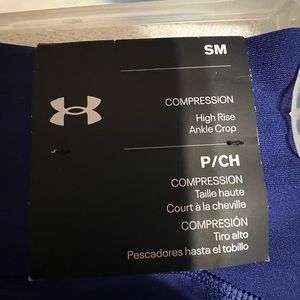 SM
COMPRESSION
High Rise
Ankle Crop
P/CH
COMPRESSION
Taille haute
Court à la cheville
COMPRESIÓN
Tiro alto
Pescadores hasta el tobillo